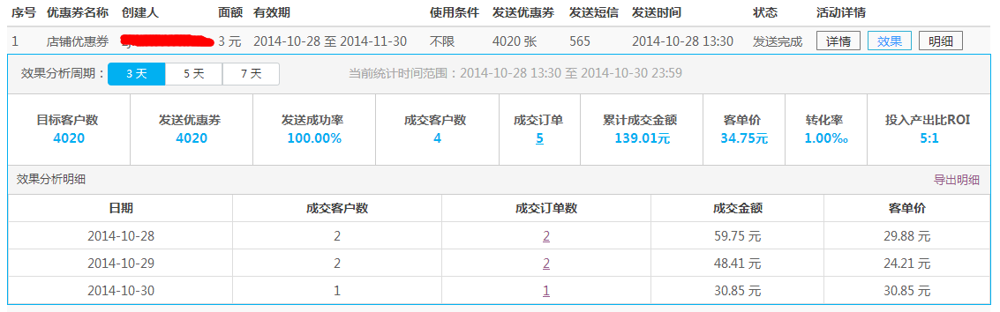 序号 优惠券名称 创建人 面额 有效期 使用条件 发送优惠券 发送短信 发送时间 状态 活动详情
1 店铺优惠券 3 元 2014-10-28 至 2014-11-30 不限 4020 张 565 2014-10-28 13:30 发送完成 详情 效果 明细
效果分析周期： 3 天 5 天 7 天 当前统计时间范围：2014-10-28 13:30 至 2014-10-30 23:59
目标客户数 发送优惠券 发送成功率 成交客户数 成交订单 累计成交金额 客单价 转化率 投入产出比ROI
4020 4020 100.00% 4 5 139.01元 34.75元 1.00‰ 5:1
效果分析明细 导出明细
日期 成交客户数 成交订单数 成交金额 客单价
2014-10-28 2 2 59.75 元 29.88 元
2014-10-29 2 2 48.41 元 24.21 元
2014-10-30 1 1 30.85 元 30.85 元